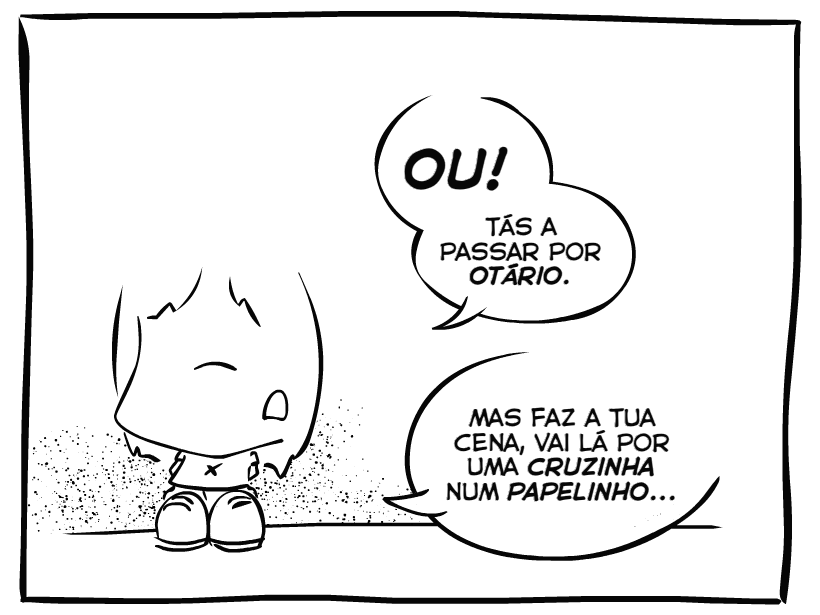 OU!
TÁS A
PASSAR POR
OTÁRIO.
MAS FAZ A TUA
CENA, VAI LÁ POR
UMA CRUZINHA
NUM PAPELINHO...